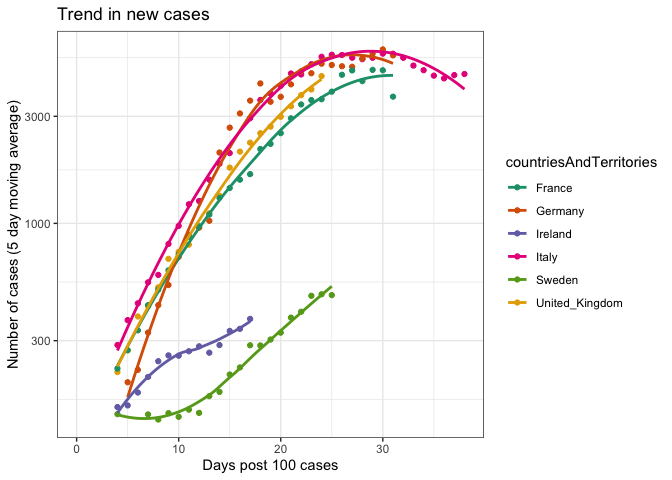 Trend in new cases
Number of cases (5 day moving average)
3000
1000
300
0
10
20
30
Days post 100 cases
countriesAndTerritories
France
Germany
Ireland
Italy
Sweden
United_Kingdom